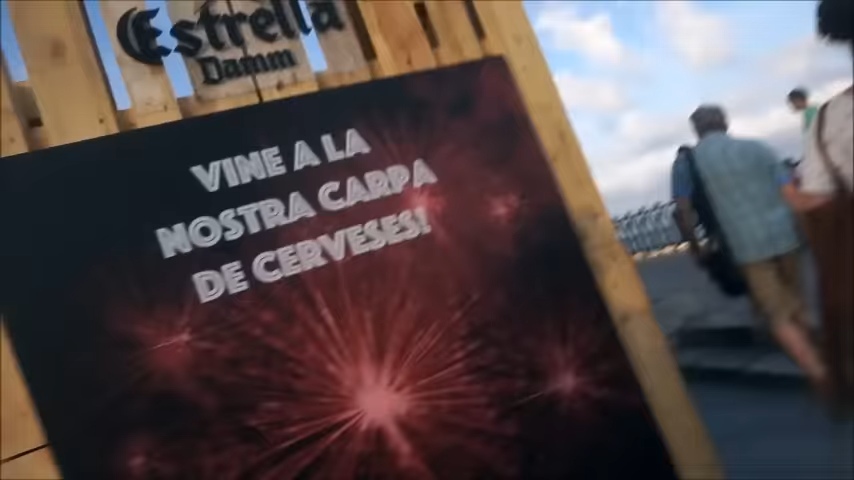 Estrella
Damm
VINE A LA
NOSTRA CARPA
DE CERVESES!